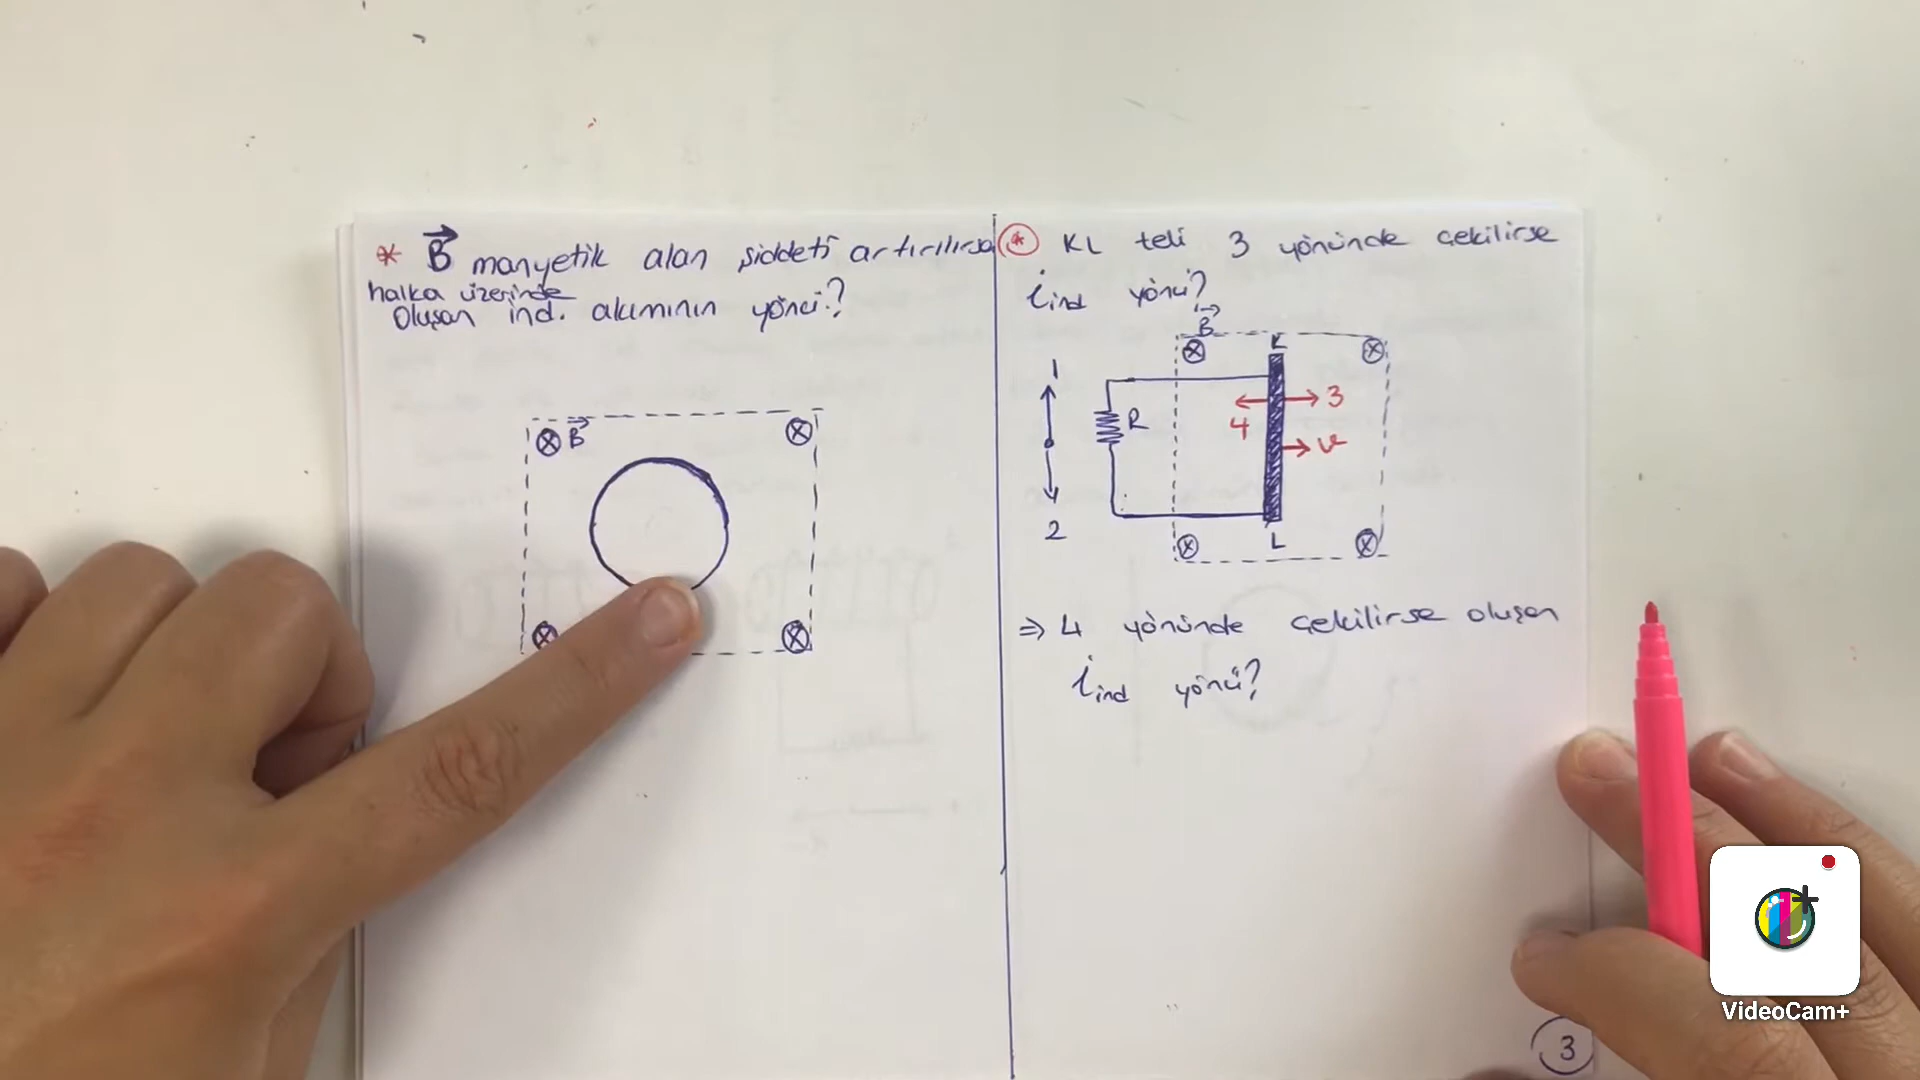 * B manyetik alan şiddeti artırılırsa
halka üzerinde
oluşan ind. akımının yönü?
B
* KL teli 3 yönünde çekilirse
i ind yönü?
B
K
1
3
R
4
v
2
L
⇒ 4 yönünde çekilirse oluşan
i ind yönü?
3
VideoCam+